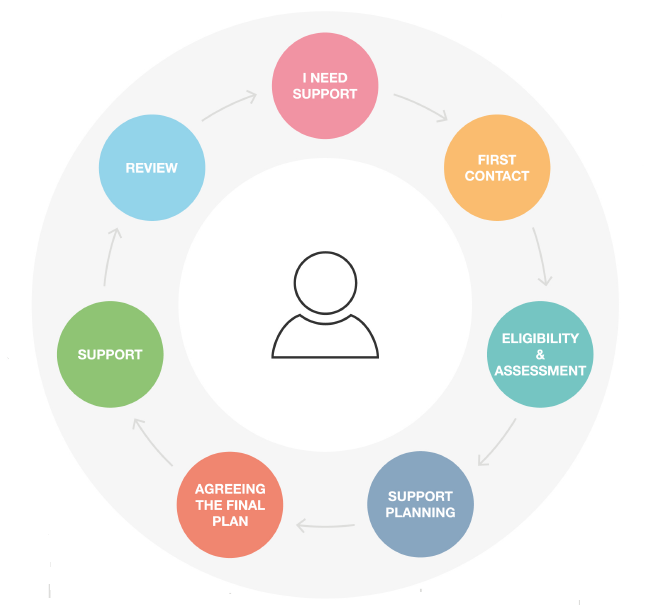 I NEED
SUPPORT
FIRST
CONTACT
ELIGIBILITY
&
ASSESSMENT
SUPPORT
PLANNING
AGREEING
THE FINAL
PLAN
SUPPORT
REVIEW